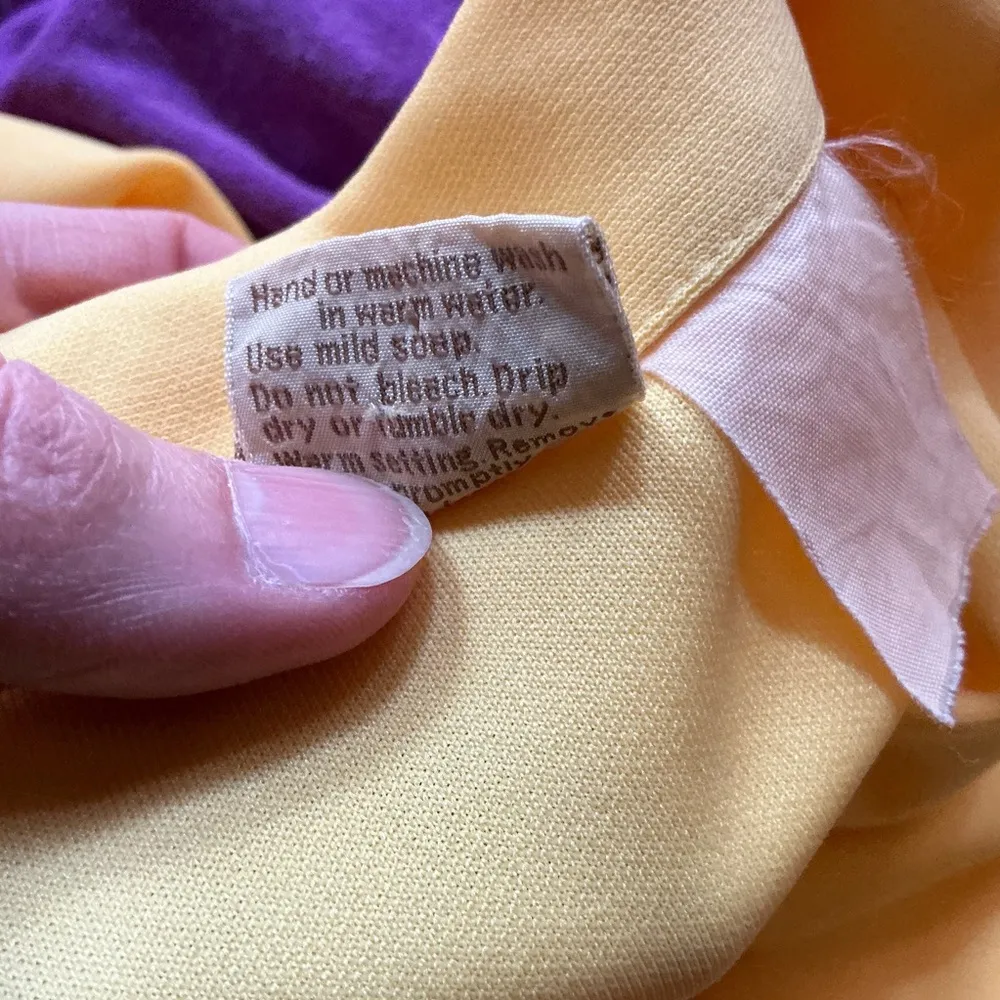 Hand or machine wash
in warm water.
Use mild soap.
Do not bleach. Drip
dry or tumble dry.
Warm setting. Remove
promptly